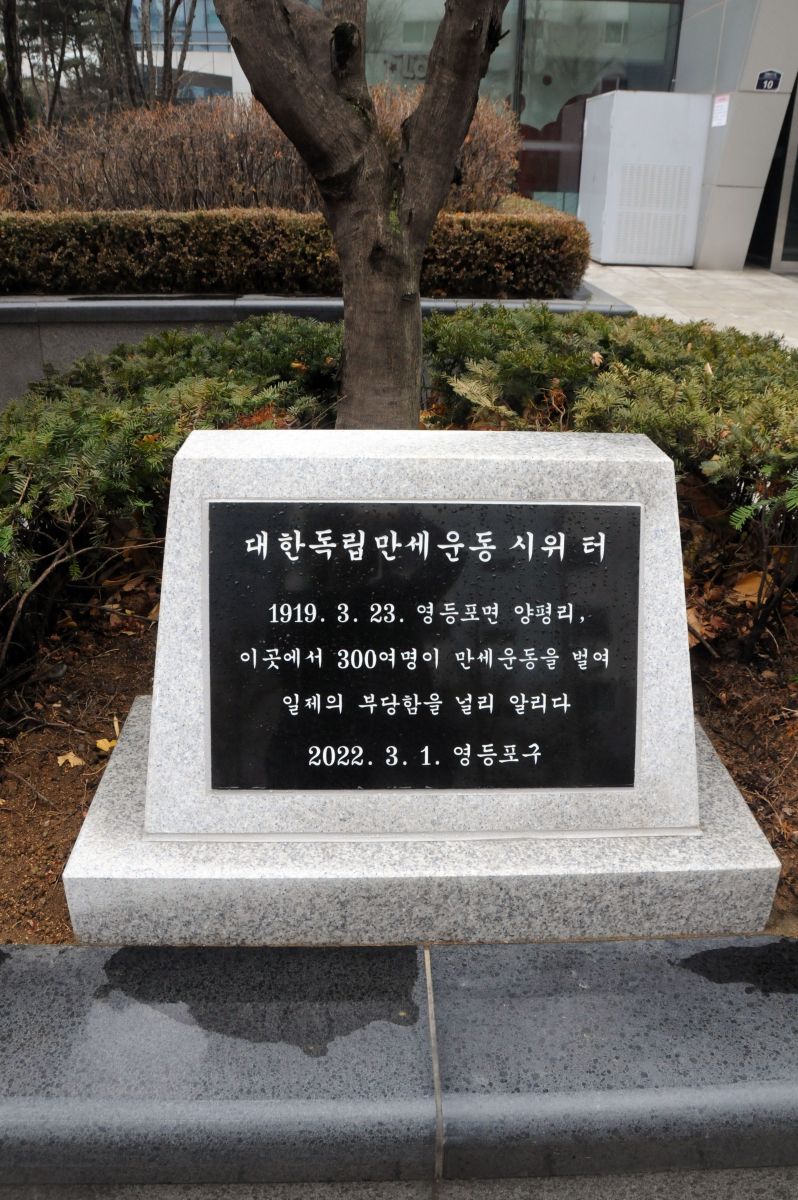 10
대한독립만세운동 시위 터
1919. 3. 23. 영등포면 양평리,
이곳에서 300여명이 만세운동을 벌여
일제의 부당함을 널리 알리다
2022. 3. 1. 영등포구